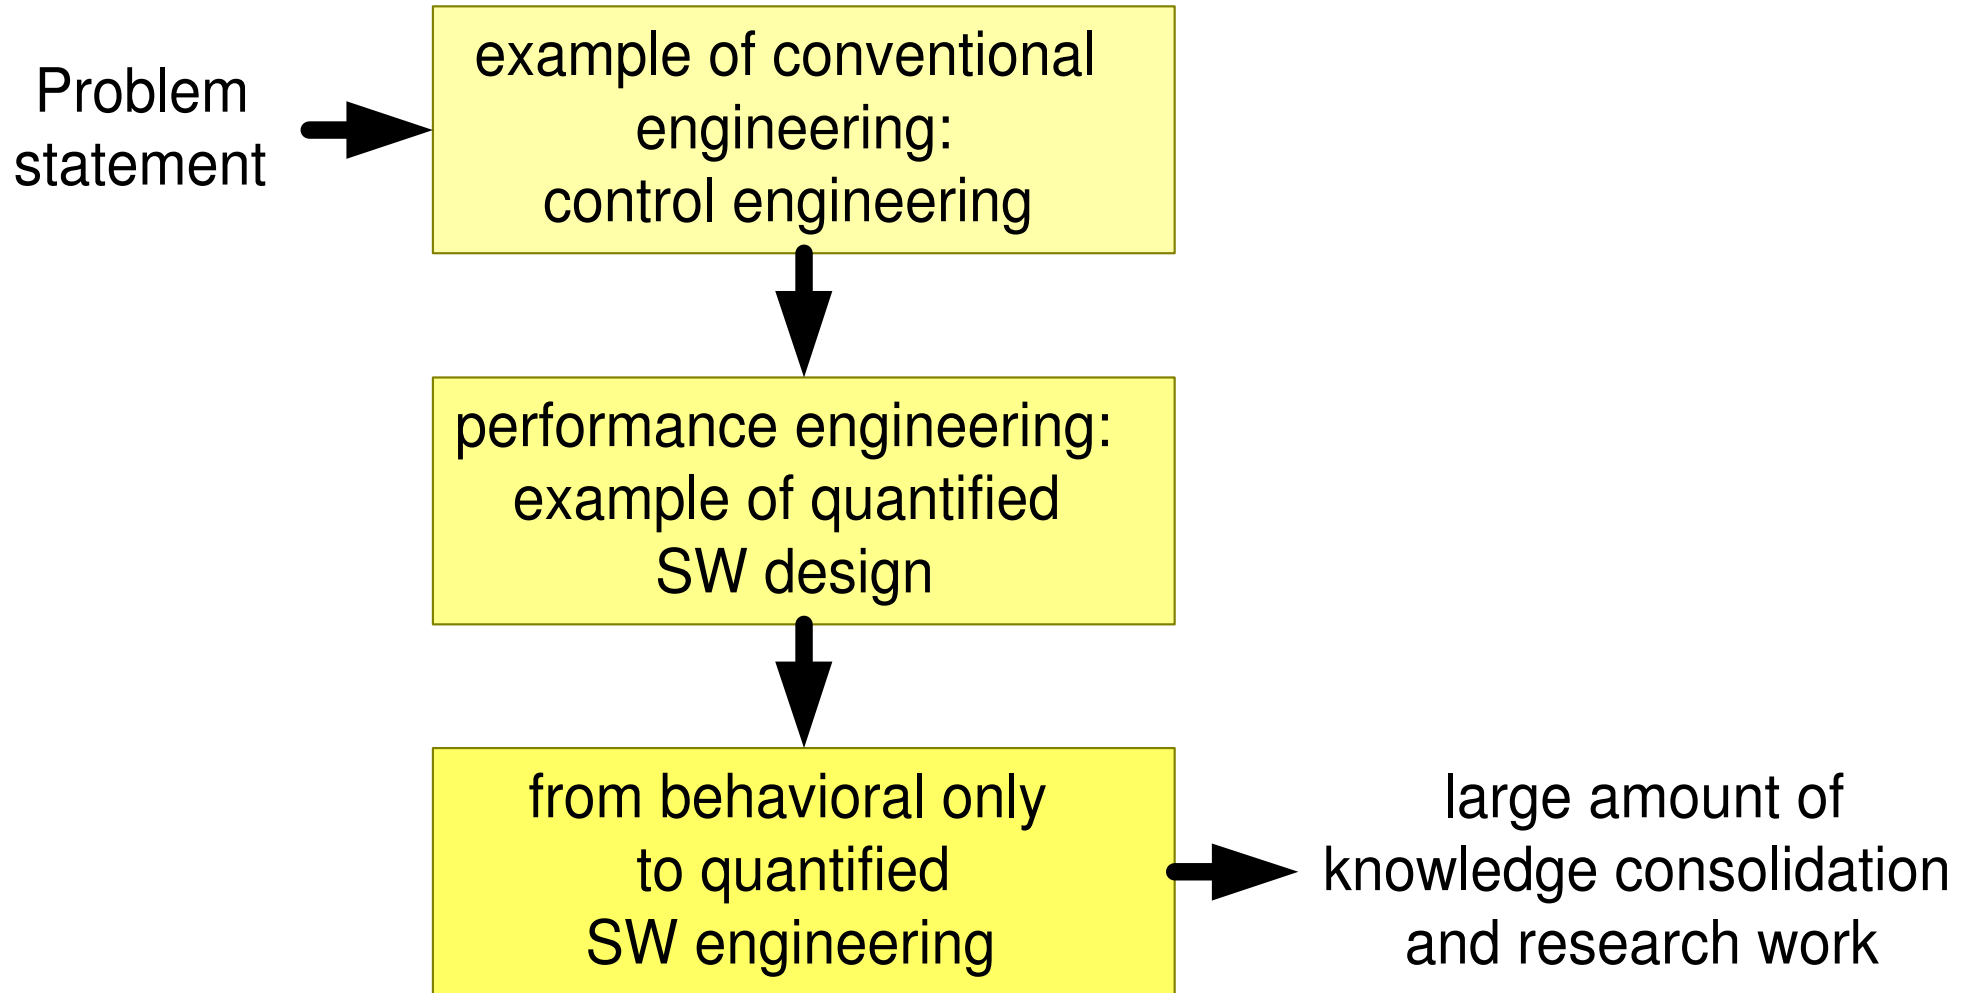 Problem
statement
example of conventional
engineering:
control engineering
performance engineering:
example of quantified
SW design
from behavioral only
to quantified
SW engineering
large amount of
knowledge consolidation
and research work